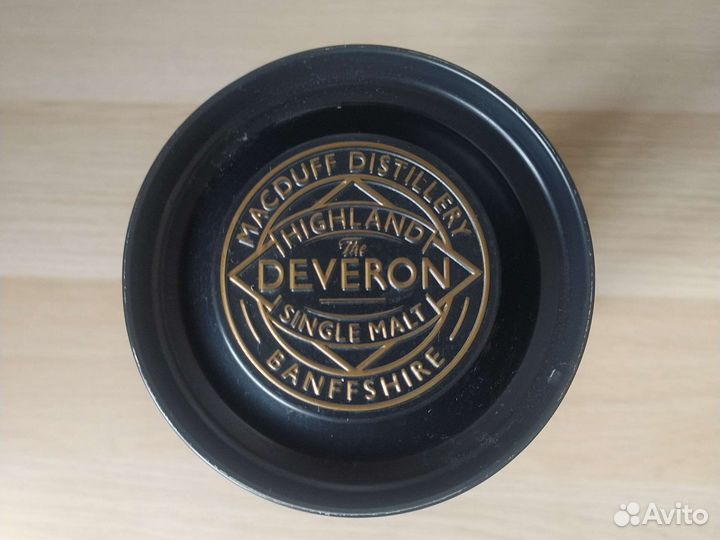 MACDUFF DISTILLERY
HIGHLAND
The
DEVERON
SINGLE MALT
BANFFSHIRE
Avito